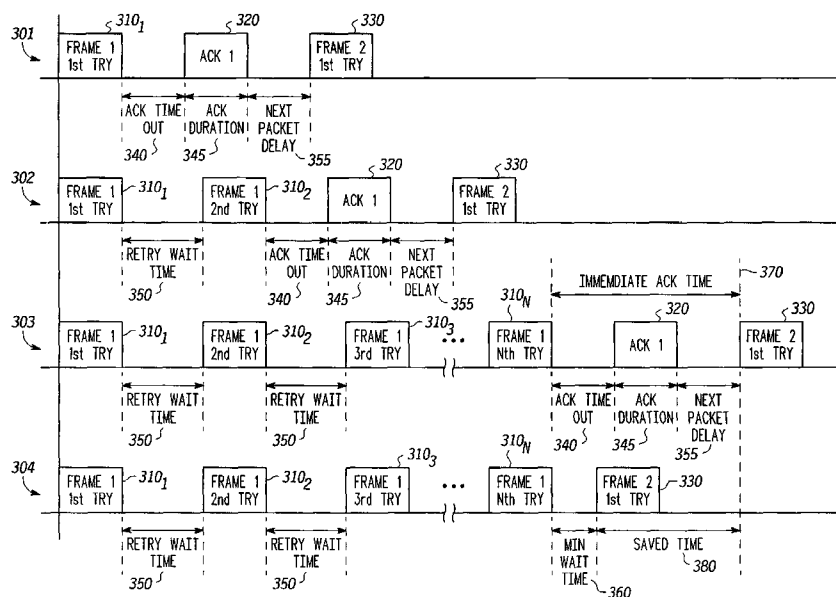 301
310₁
320
330
FRAME 1
1st TRY
ACK 1
FRAME 2
1st TRY
ACK TIME
OUT
340
ACK
DURATION
345
NEXT
PACKET
DELAY
355
302
FRAME 1
1st TRY
310₁
FRAME 1
2nd TRY
310₂
320
ACK 1
330
FRAME 2
1st TRY
RETRY WAIT
TIME
350
ACK TIME
OUT
340
ACK
DURATION
345
NEXT
PACKET
DELAY
355
IMMEMDIATE ACK TIME
370
303
FRAME 1
1st TRY
310₁
FRAME 1
2nd TRY
310₂
FRAME 1
3rd TRY
310₃
...
310N
FRAME 1
Nth TRY
320
ACK 1
330
FRAME 2
1st TRY
RETRY WAIT
TIME
350
RETRY WAIT
TIME
350
ACK TIME
OUT
340
ACK
DURATION
345
NEXT
PACKET
DELAY
355
304
FRAME 1
1st TRY
310₁
FRAME 1
2nd TRY
310₂
FRAME 1
3rd TRY
310₃
...
310N
FRAME 1
Nth TRY
FRAME 2
1st TRY
330
RETRY WAIT
TIME
350
RETRY WAIT
TIME
350
MIN
WAIT
TIME
360
SAVED TIME
380